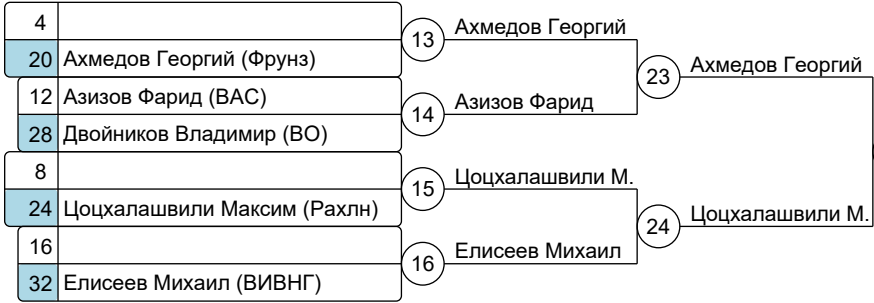 4
20 Ахмедов Георгий (Фрунз)
12 Азизов Фарид (ВАС)
28 Двойников Владимир (ВО)
8
24 Цоцхалашвили Максим (Рахлн)
16
32 Елисеев Михаил (ВИВНГ)
13 Ахмедов Георгий
14 Азизов Фарид
15 Цоцхалашвили М.
16 Елисеев Михаил
23 Ахмедов Георгий
24 Цоцхалашвили М.